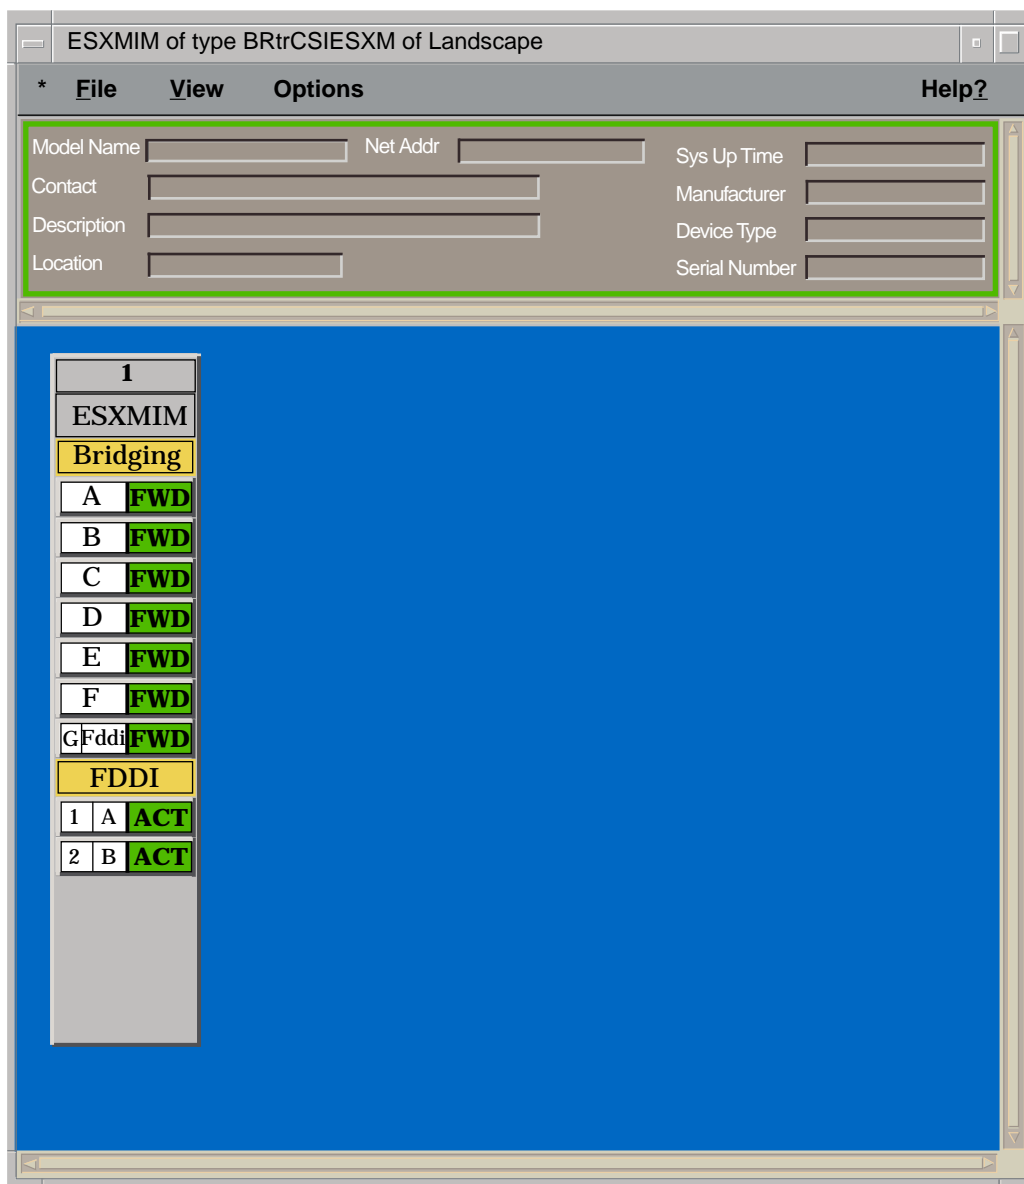 ESXMIM of type BRtrCSIESXM of Landscape
* File View Options Help?
Model Name Net Addr Sys Up Time
Contact Manufacturer
Description Device Type
Location Serial Number
1
ESXMIM
Bridging
A FWD
B FWD
C FWD
D FWD
E FWD
F FWD
G Fddi FWD
FDDI
1 A ACT
2 B ACT